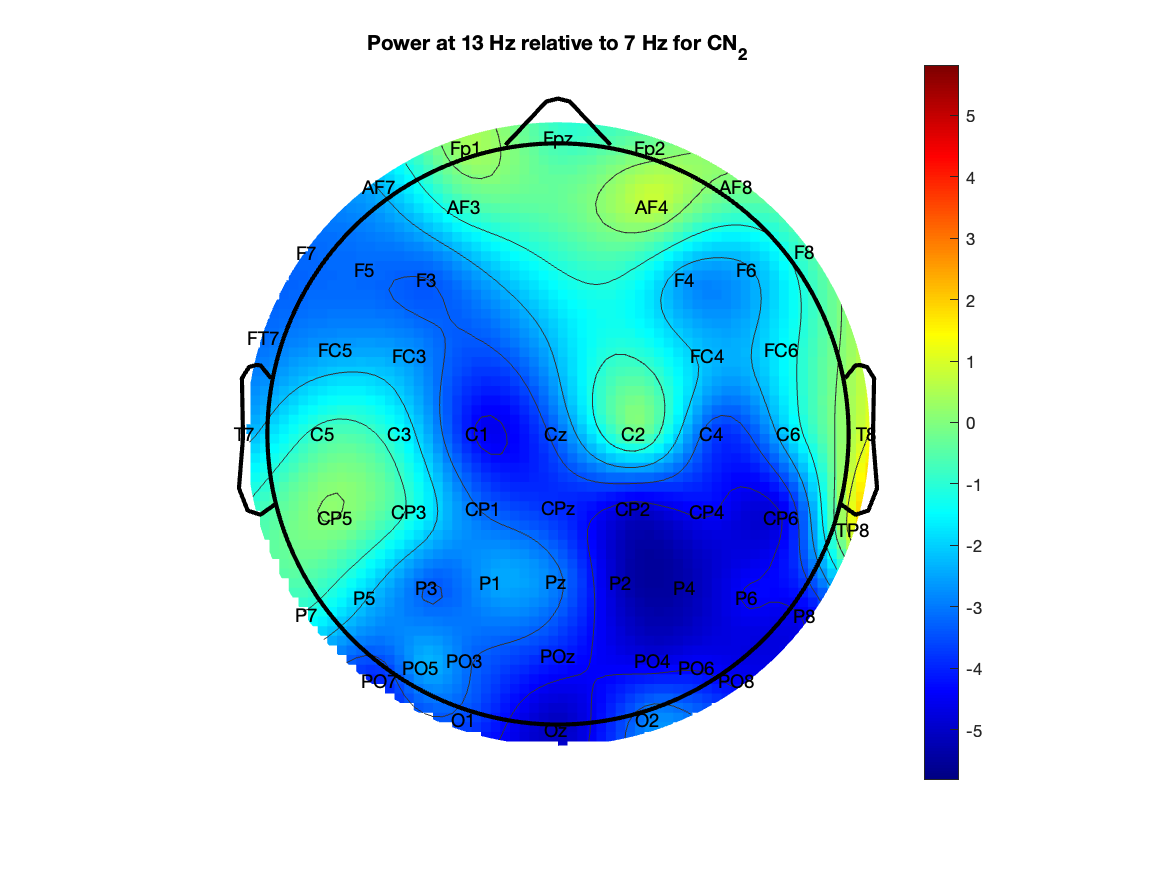 Power at 13 Hz relative to 7 Hz for CN2
Fp1 Fpz Fp2
AF7 AF3 AF4 AF8
F7 F5 F3 F4 F6 F8
FT7 FC5 FC3 FC4 FC6
T7 C5 C3 C1 Cz C2 C4 C6 T8
CP5 CP3 CP1 CPz CP2 CP4 CP6 TP8
P7 P5 P3 P1 Pz P2 P4 P6 P8
PO7 PO5 PO3 POz PO4 PO6 PO8
O1 Oz O2
5
4
3
2
1
0
-1
-2
-3
-4
-5